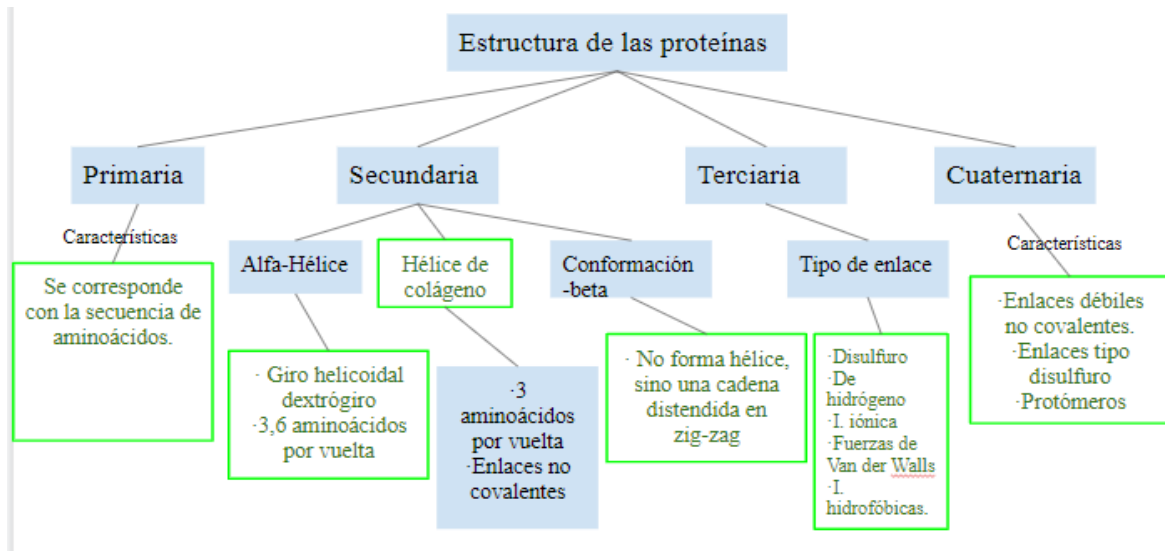 Estructura de las proteínas
Primaria
Secundaria
Terciaria
Cuaternaria
Características
Se corresponde
con la secuencia de
aminoácidos.
Alfa-Hélice
· Giro helicoidal
dextrógiro
·3,6 aminoácidos
por vuelta
Hélice de
colágeno
·3
aminoácidos
por vuelta
·Enlaces no
covalentes
Conformación
-beta
· No forma hélice,
sino una cadena
distendida en
zig-zag
Tipo de enlace
·Disulfuro
·De
hidrógeno
·I. iónica
·Fuerzas de
Van der Walls
·I.
hidrofóbicas.
Características
·Enlaces débiles
no covalentes.
·Enlaces tipo
disulfuro
·Protómeros